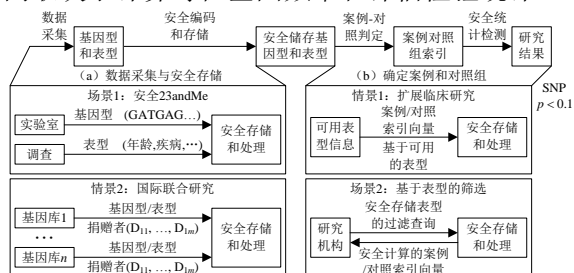 数据采集
安全编码和存储
案例-对照判定
安全统计检测
基因型和表型
安全储存基因型和表型
案例对照组索引
研究结果
(a) 数据采集与安全存储
(b) 确定案例和对照组
SNP
p<0.1
场景1：安全23andMe
实验室
基因型 (GATGAG…)
调查
表型 (年龄,疾病,…)
安全存储和处理
情景1：扩展临床研究
可用表型信息
案例/对照索引向量
基于可用的表型
安全存储和处理
情景2：国际联合研究
基因库1
基因型/表型
捐赠者(D11, …, D1m)
…
基因库n
基因型/表型
捐赠者(D11, …, D1m)
安全存储和处理
场景2：基于表型的筛选
研究机构
安全存储表型的过滤查询
安全计算的案例/对照索引向量
安全存储和处理